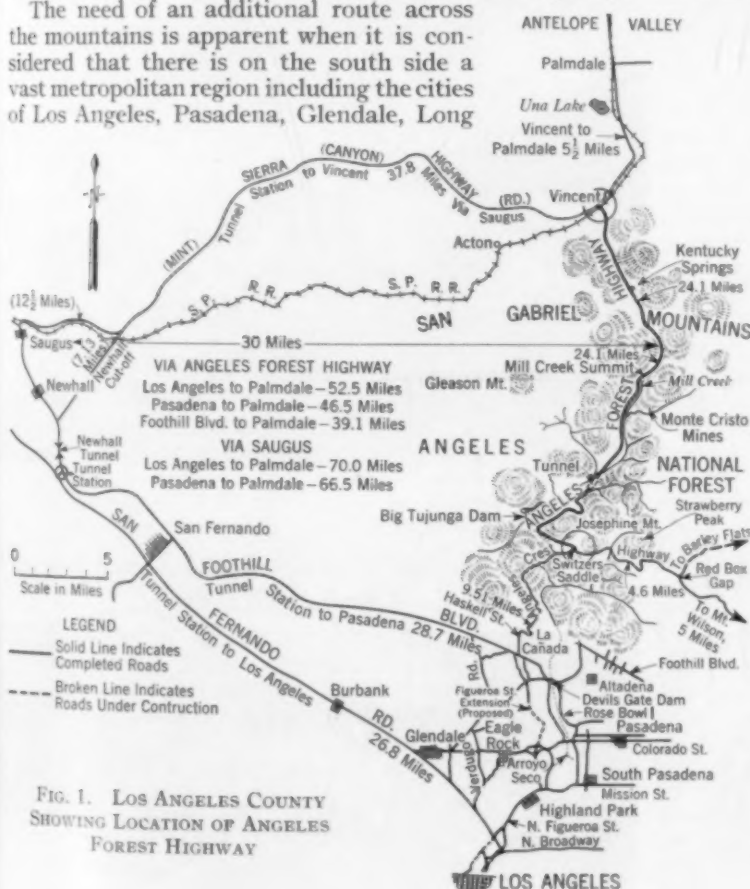 The need of an additional route across
the mountains is apparent when it is con-
sidered that there is on the south side a
vast metropolitan region including the cities
of Los Angeles, Pasadena, Glendale, Long
ANTELOPE VALLEY
Palmdale
Una Lake
Vincent to
Palmdale 5½ Miles
SIERRA (CANYON) HIGHWAY
(MINT) (RD.)
Tunnel Station to Vincent 37.8 Miles Via Saugus
Vincent
Acton
N
S.P. R.R. S.P. R.R.
HIGHWAY
Kentucky
Springs
24.1 Miles
(12½ Miles)
Saugus
(7.13
Miles)
Newhall
Cut-off
30 Miles
SAN GABRIEL MOUNTAINS
24.1 Miles
Mill Creek Summit
Mill Creek
Gleason Mt.
FOREST
Monte Cristo
Mines
VIA ANGELES FOREST HIGHWAY
Los Angeles to Palmdale – 52.5 Miles
Pasadena to Palmdale – 46.5 Miles
Foothill Blvd. to Palmdale – 39.1 Miles
VIA SAUGUS
Los Angeles to Palmdale – 70.0 Miles
Pasadena to Palmdale – 66.5 Miles
Newhall
Newhall
Tunnel
Tunnel
Station
ANGELES NATIONAL
FOREST
Tunnel
Big Tujunga Dam
ANGELES
Josephine Mt.
Strawberry
Peak
To Barley Flats
Angeles Crest Highway
Switzers
Saddle
4.6 Miles
Red Box
Gap
To Mt.
Wilson,
5 Miles
SAN FERNANDO RD.
San Fernando
FOOTHILL BLVD.
Tunnel Station to Pasadena 28.7 Miles
Tunnel Station to Los Angeles 26.8 Miles
0 5
Scale in Miles
LEGEND
Solid Line Indicates
Completed Roads
Broken Line Indicates
Roads Under Contruction
9.51 Miles
Haskell St.
La
Cañada
Foothill Blvd.
Altadena
Devils Gate Dam
Rose Bowl
Rd.
Figueroa St.
Extension
(Proposed)
Burbank
Glendale
Verdugo
Eagle
Rock
Arroyo
Seco
Pasadena
Colorado St.
South Pasadena
Mission St.
Highland Park
N. Figueroa St.
N. Broadway
LOS ANGELES
FIG. 1. LOS ANGELES COUNTY
SHOWING LOCATION OF ANGELES
FOREST HIGHWAY